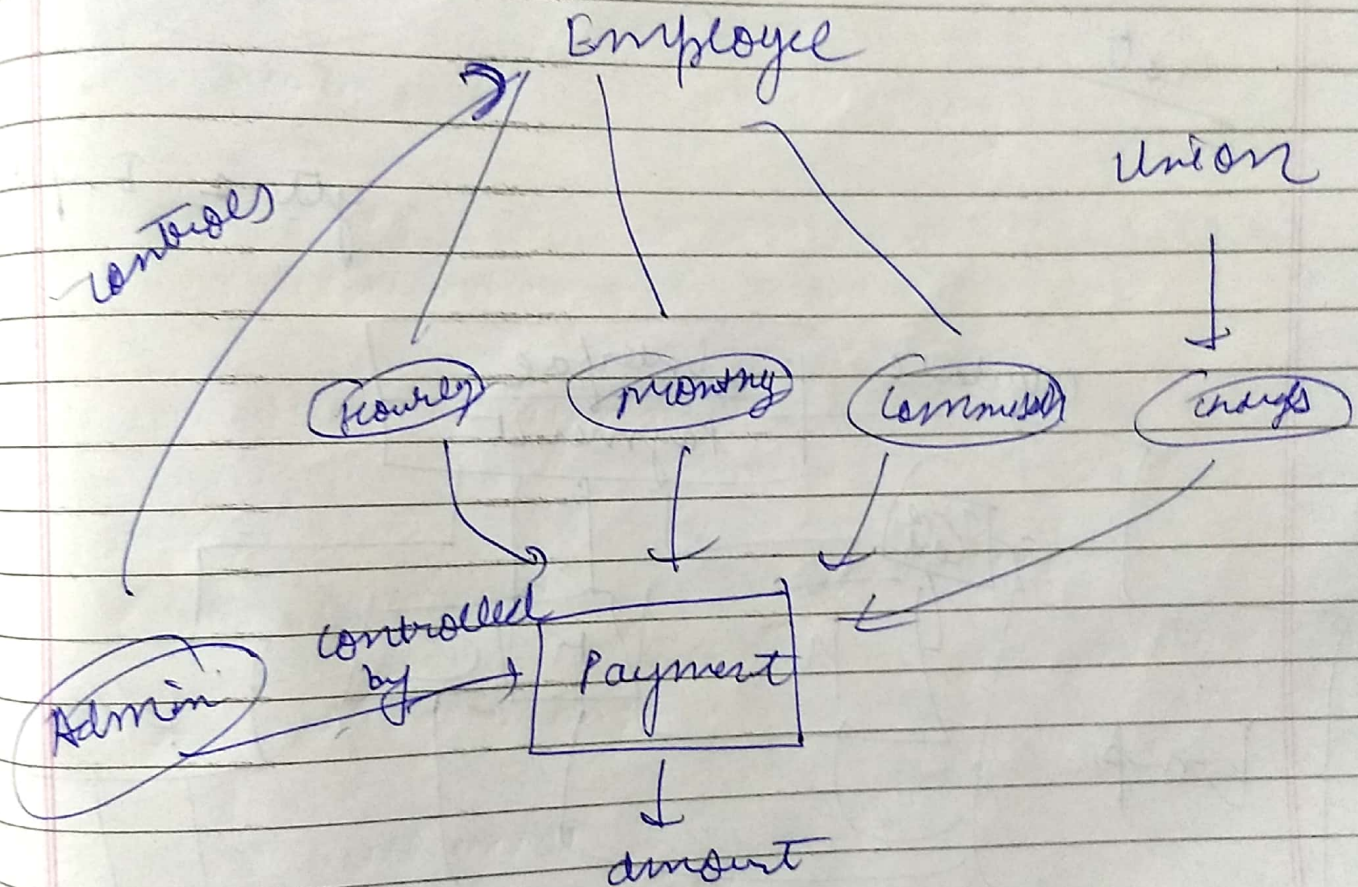 Employee
Union
controls
Hourly
Monthly
Commission
Charges
controlled
by
Payment
Admin
amount